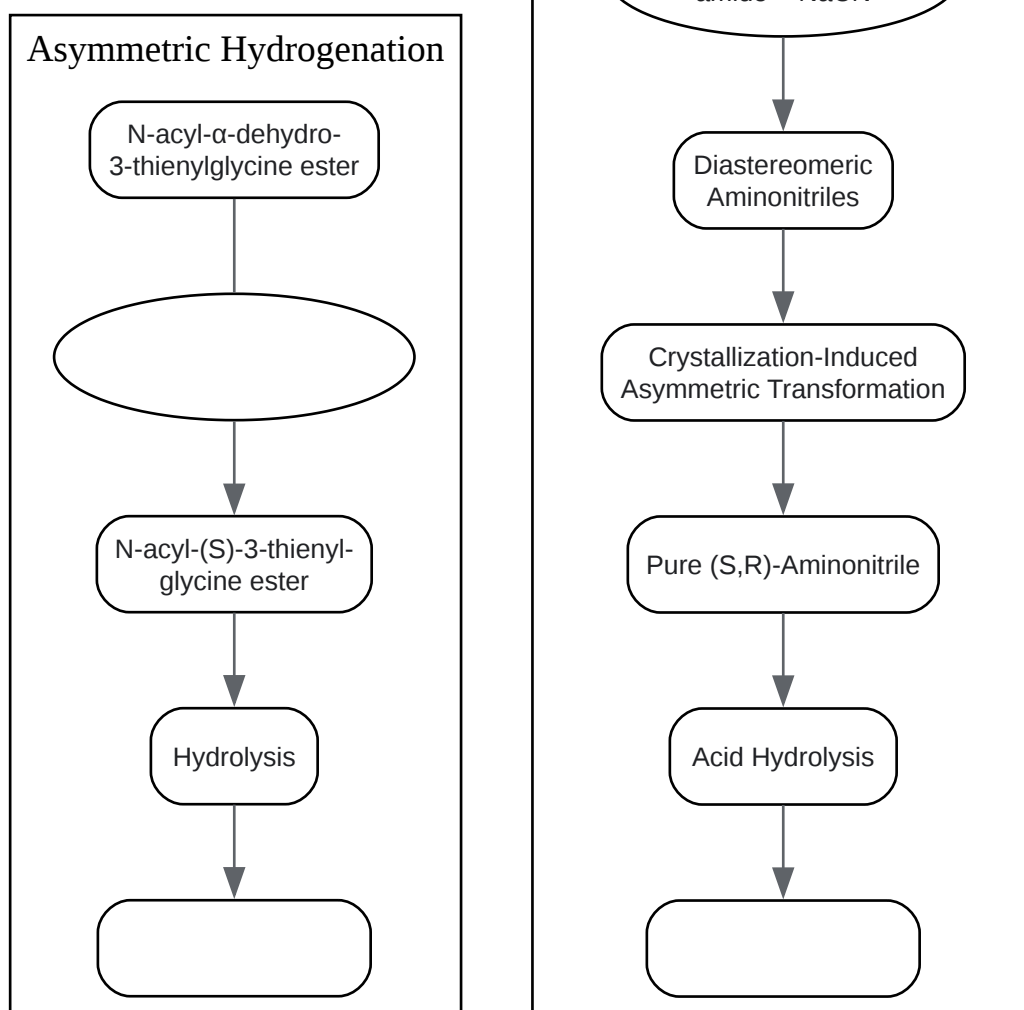 Asymmetric Hydrogenation
N-acyl-α-dehydro-
3-thienylglycine ester
N-acyl-(S)-3-thienyl-
glycine ester
Hydrolysis
Diastereomeric
Aminonitriles
Crystallization-Induced
Asymmetric Transformation
Pure (S,R)-Aminonitrile
Acid Hydrolysis